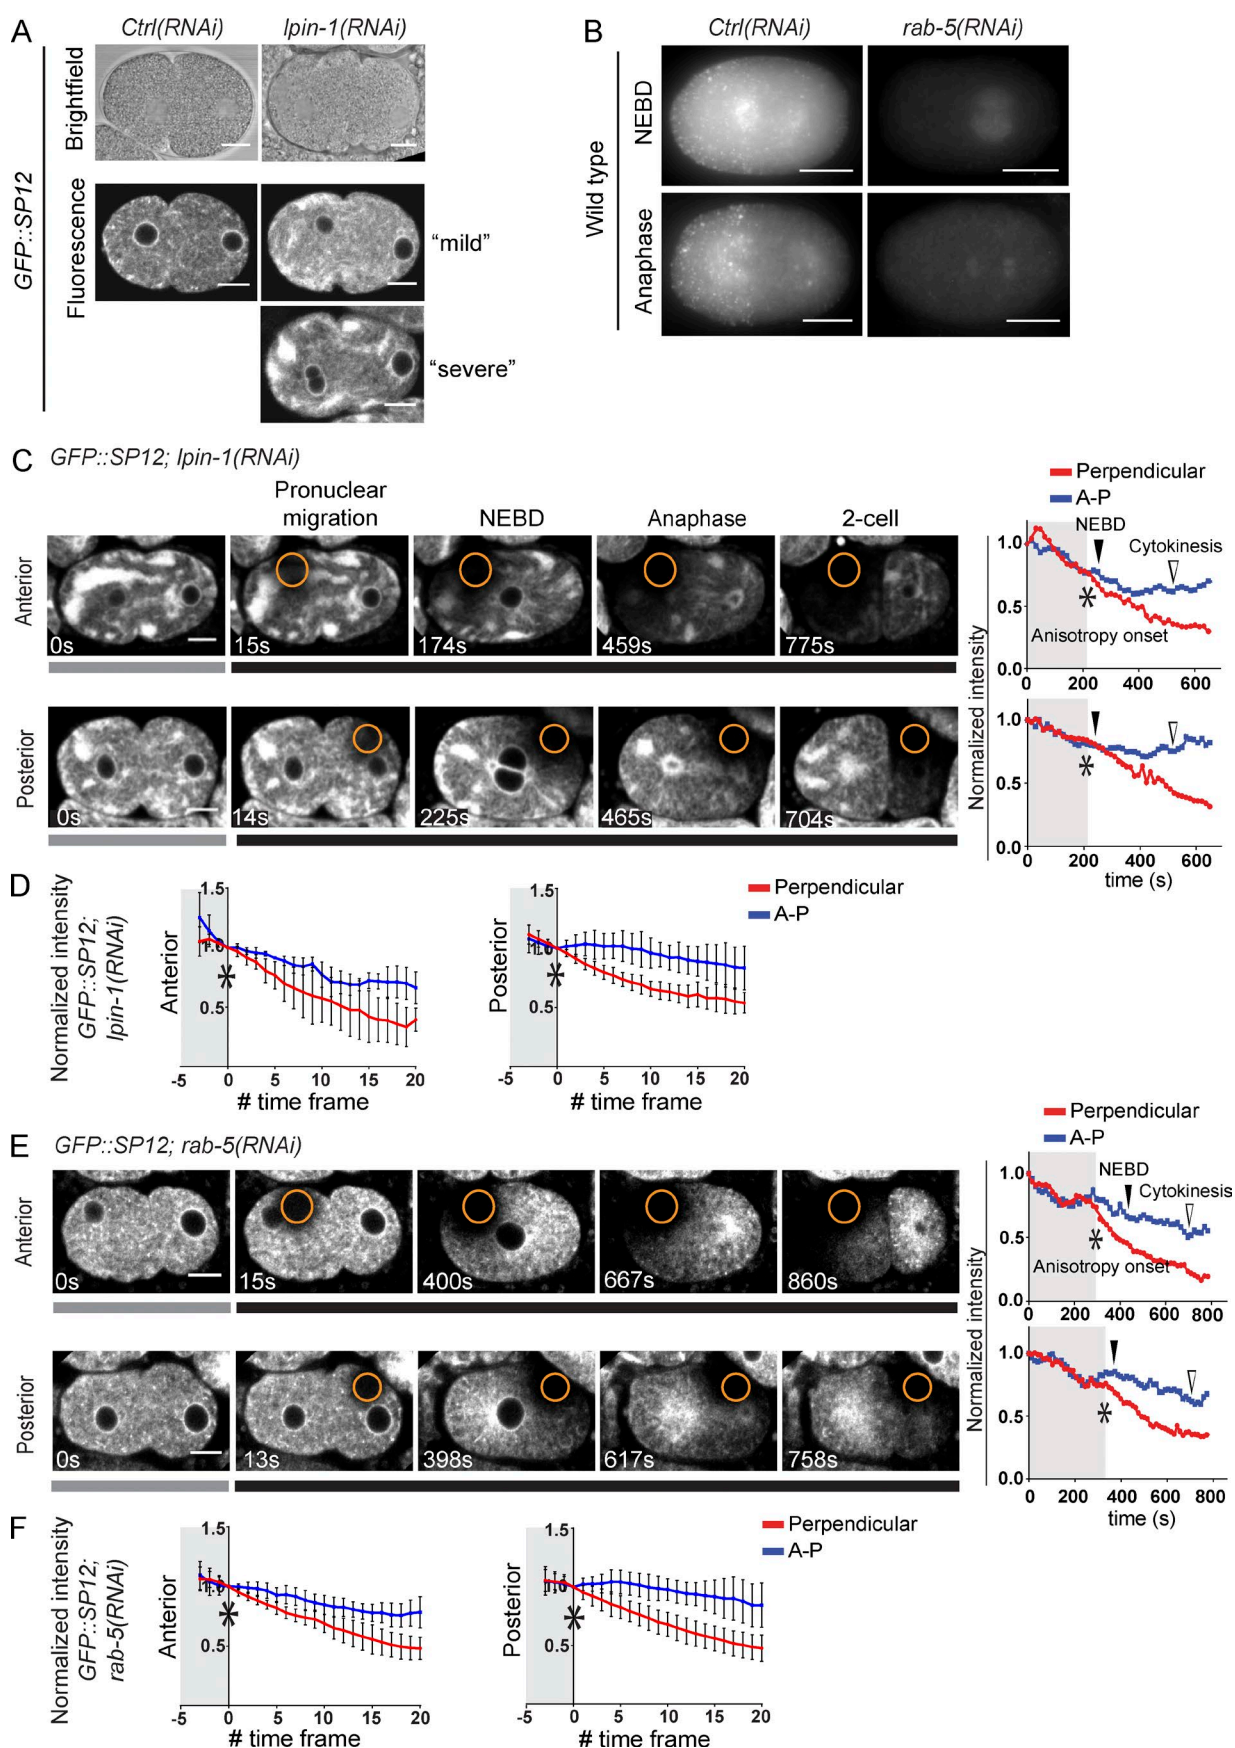 A
Ctrl(RNAi)
lpin-1(RNAi)
GFP::SP12
Brightfield
Fluorescence
“mild”
“severe”
B
Ctrl(RNAi)
rab-5(RNAi)
Wild type
NEBD
Anaphase
C
GFP::SP12; lpin-1(RNAi)
Pronuclear
migration
NEBD
Anaphase
2-cell
Anterior
0s
15s
174s
459s
775s
Posterior
0s
14s
225s
465s
704s
Perpendicular
A-P
Normalized intensity
1.0
0.5
0.0
NEBD
Cytokinesis
*
Anisotropy onset
0 200 400 600
1.0
0.5
0.0
*
0 200 400 600
time (s)
D
Normalized intensity
GFP::SP12;
lpin-1(RNAi)
Anterior
1.5
1.0
0.5
*
-5 0 5 10 15 20
# time frame
Posterior
1.5
1.0
0.5
*
-5 0 5 10 15 20
# time frame
Perpendicular
A-P
E
GFP::SP12; rab-5(RNAi)
Anterior
0s
15s
400s
667s
860s
Posterior
0s
13s
398s
617s
758s
Perpendicular
A-P
Normalized intensity
1.0
0.5
0.0
NEBD
Cytokinesis
*
Anisotropy onset
0 200 400 600 800
1.0
0.5
0.0
*
0 200 400 600 800
time (s)
F
Normalized intensity
GFP::SP12;
rab-5(RNAi)
Anterior
1.5
1.0
0.5
*
-5 0 5 10 15 20
# time frame
Posterior
1.5
1.0
0.5
*
-5 0 5 10 15 20
# time frame
Perpendicular
A-P